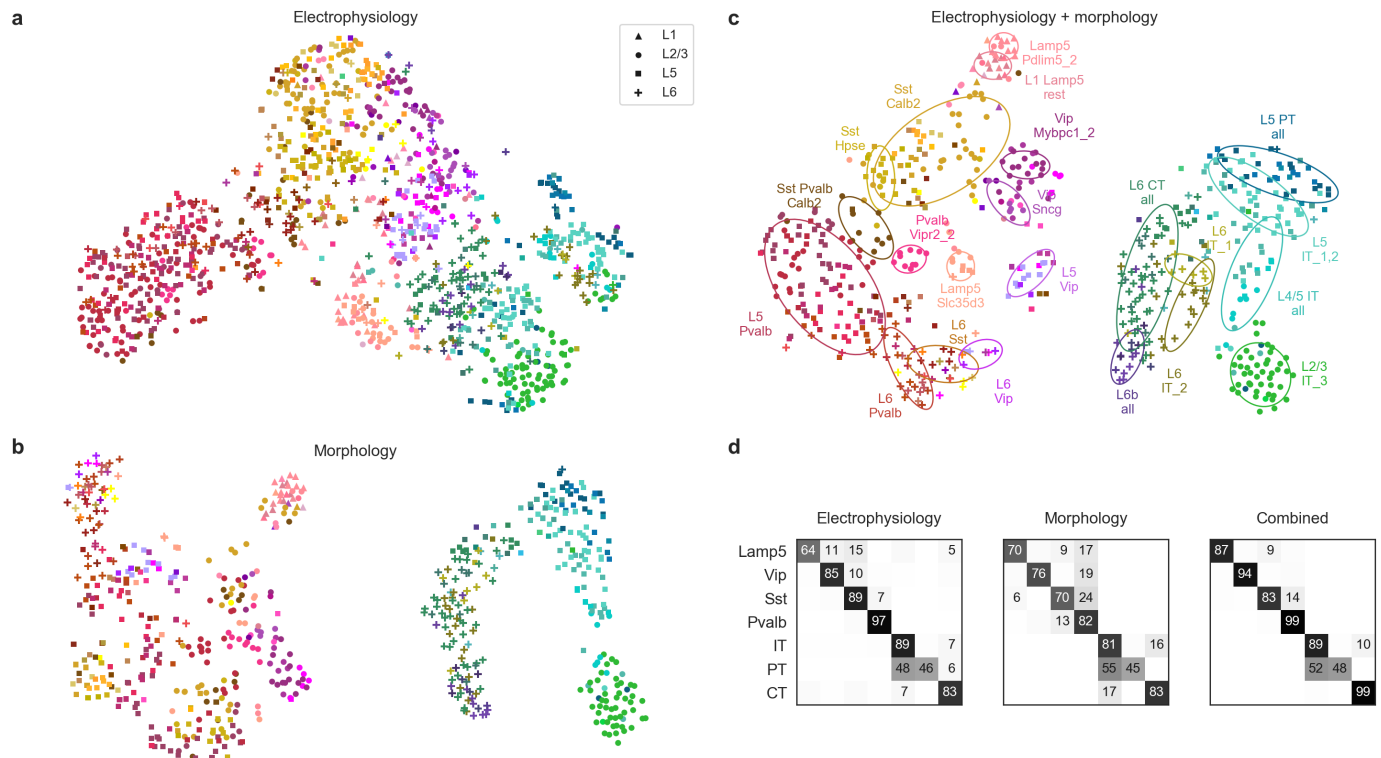 a
Electrophysiology
L1
L2/3
L5
L6
c
Electrophysiology + morphology
Lamp5
Pdlim5_2
L1 Lamp5
rest
Sst
Calb2
Vip
Mybpc1_2
L5 PT
all
Sst
Hpse
Sst Pvalb
Calb2
L6 CT
all
Vip
Sncg
Pvalb
Vipr2_2
L6
IT_1
L5
IT_1,2
Lamp5
Slc35d3
L5
Vip
L4/5 IT
all
L5
Pvalb
L6
Sst
L6
Pvalb
L6
Vip
L6b
all
L6
IT_2
L2/3
IT_3
b
Morphology
d
Electrophysiology
Morphology
Combined
Lamp5 64 11 15 5 70 9 17 87 9
Vip 85 10 76 19 94
Sst 89 7 6 70 24 83 14
Pvalb 97 13 82 99
IT 89 7 81 16 89 10
PT 48 46 6 55 45 52 48
CT 7 83 17 83 99